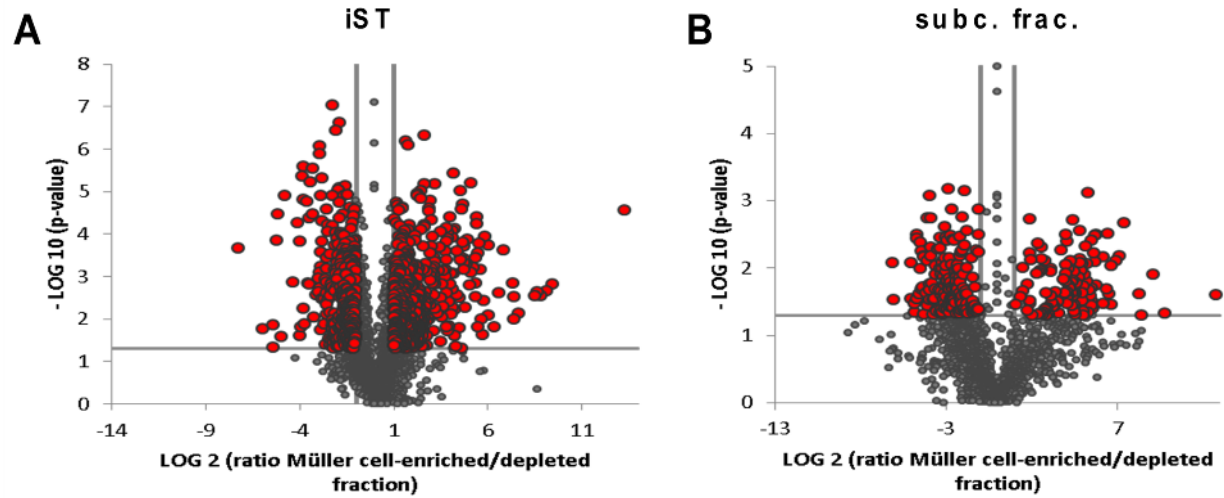 A
iST
8
7
6
5
4
3
2
1
0
- LOG 10 (p-value)
-14 -9 -4 1 6 11
LOG 2 (ratio Müller cell-enriched/depleted
fraction)
B
subc. frac.
5
4
3
2
1
0
- LOG 10 (p-value)
-13 -3 7
LOG 2 (ratio Müller cell-enriched/depleted
fraction)